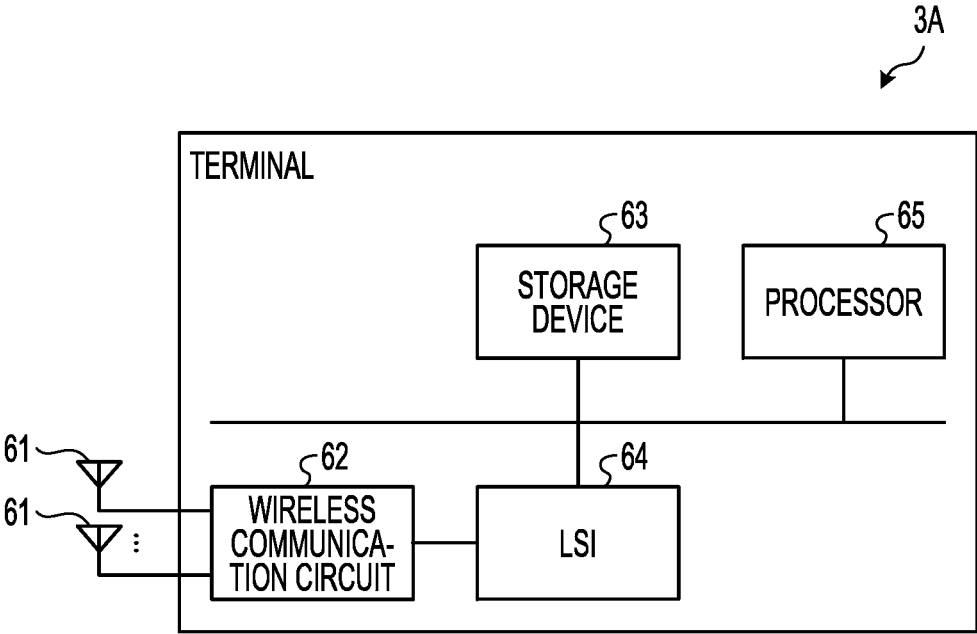 3A
TERMINAL
63
65
STORAGE
DEVICE
PROCESSOR
61
62
64
61
WIRELESS
COMMUNICA-
TION CIRCUIT
LSI
...